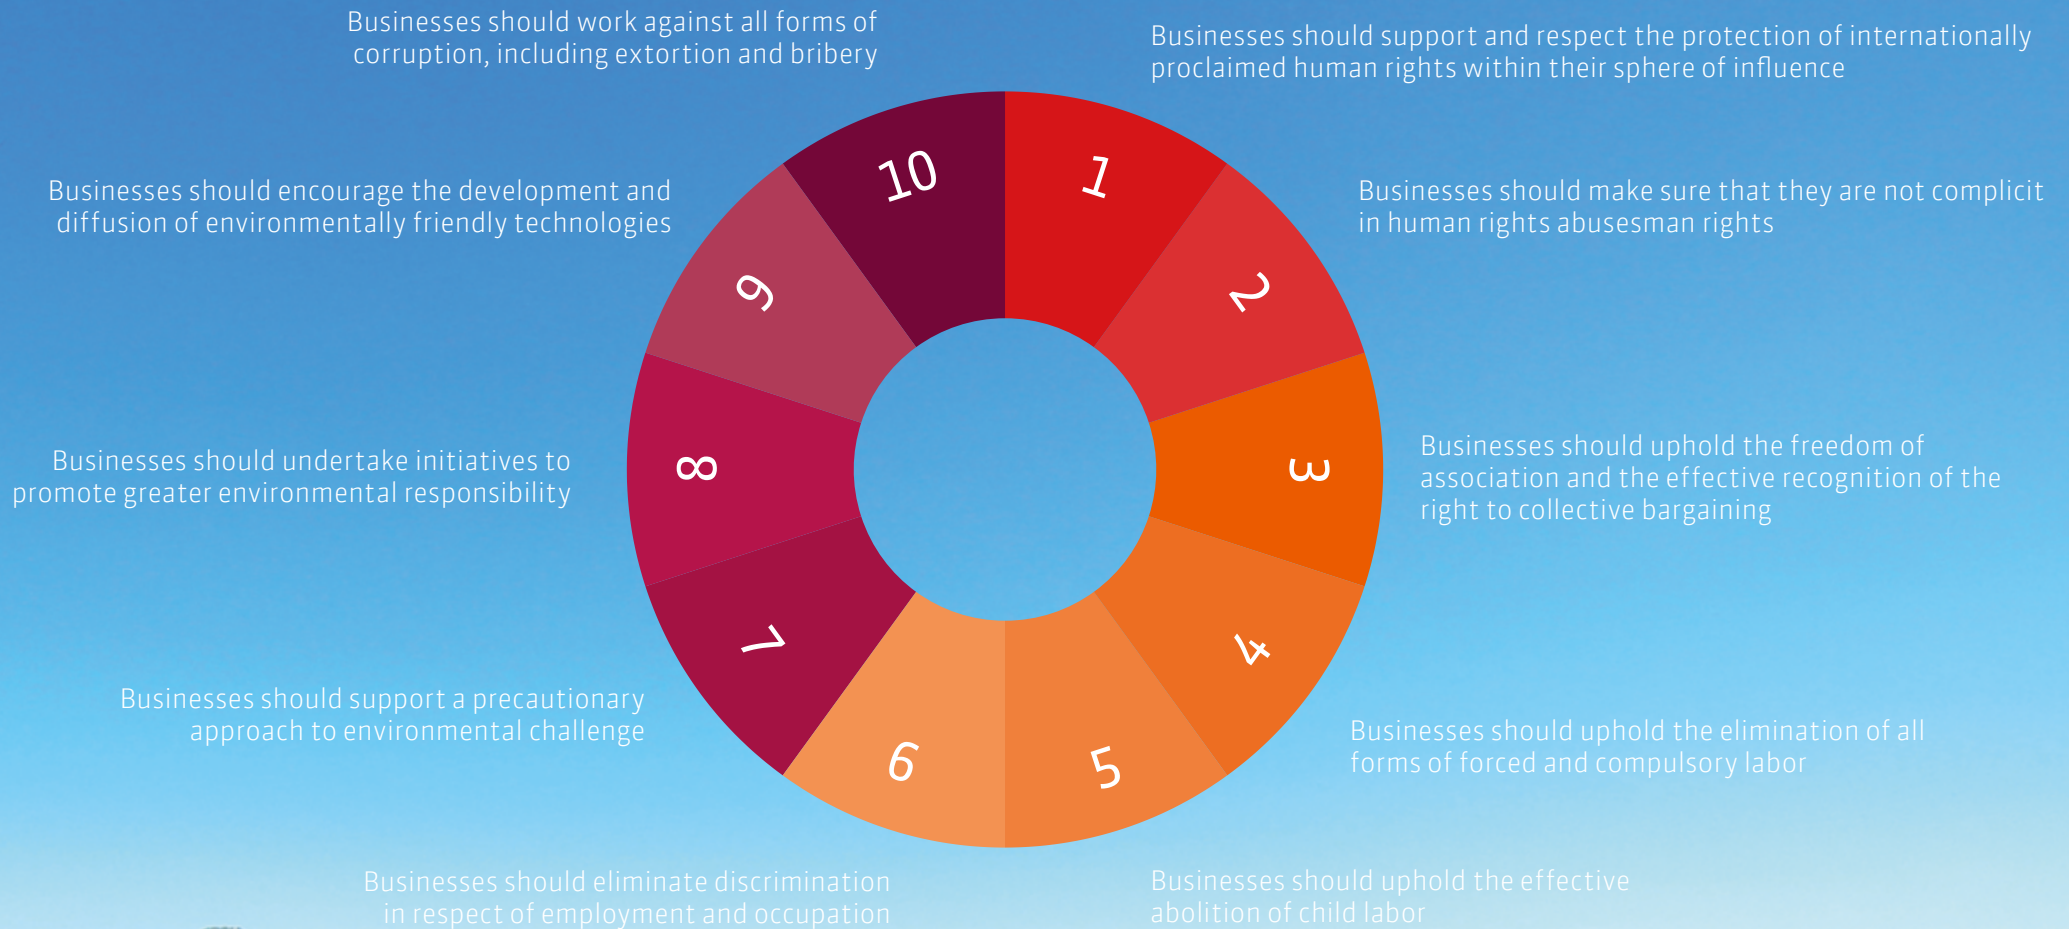 Businesses should work against all forms of
corruption, including extortion and bribery
10
Businesses should support and respect the protection of internationally
proclaimed human rights within their sphere of influence
1
Businesses should make sure that they are not complicit
in human rights abusesman rights
2
Businesses should uphold the freedom of
association and the effective recognition of the
right to collective bargaining
3
Businesses should uphold the elimination of all
forms of forced and compulsory labor
4
Businesses should uphold the effective
abolition of child labor
5
Businesses should eliminate discrimination
in respect of employment and occupation
6
Businesses should support a precautionary
approach to environmental challenge
7
Businesses should undertake initiatives to
promote greater environmental responsibility
8
Businesses should encourage the development and
diffusion of environmentally friendly technologies
9